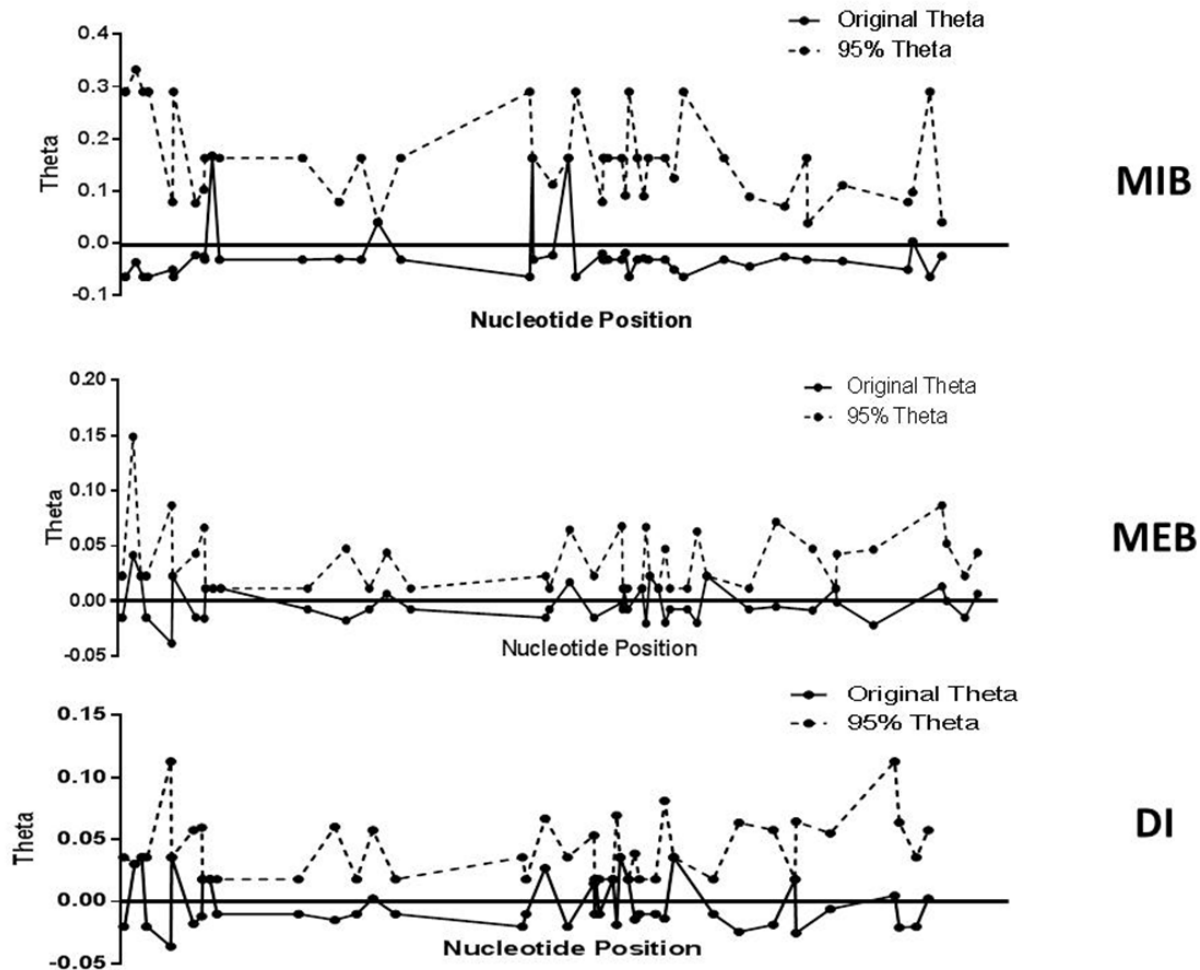 Original Theta
95% Theta
0.4
0.3
0.2
0.1
0.0
-0.1
Theta
Nucleotide Position
MIB
Original Theta
95% Theta
0.20
0.15
0.10
0.05
0.00
-0.05
Theta
Nucleotide Position
MEB
Original Theta
95% Theta
0.15
0.10
0.05
0.00
-0.05
Theta
Nucleotide Position
DI